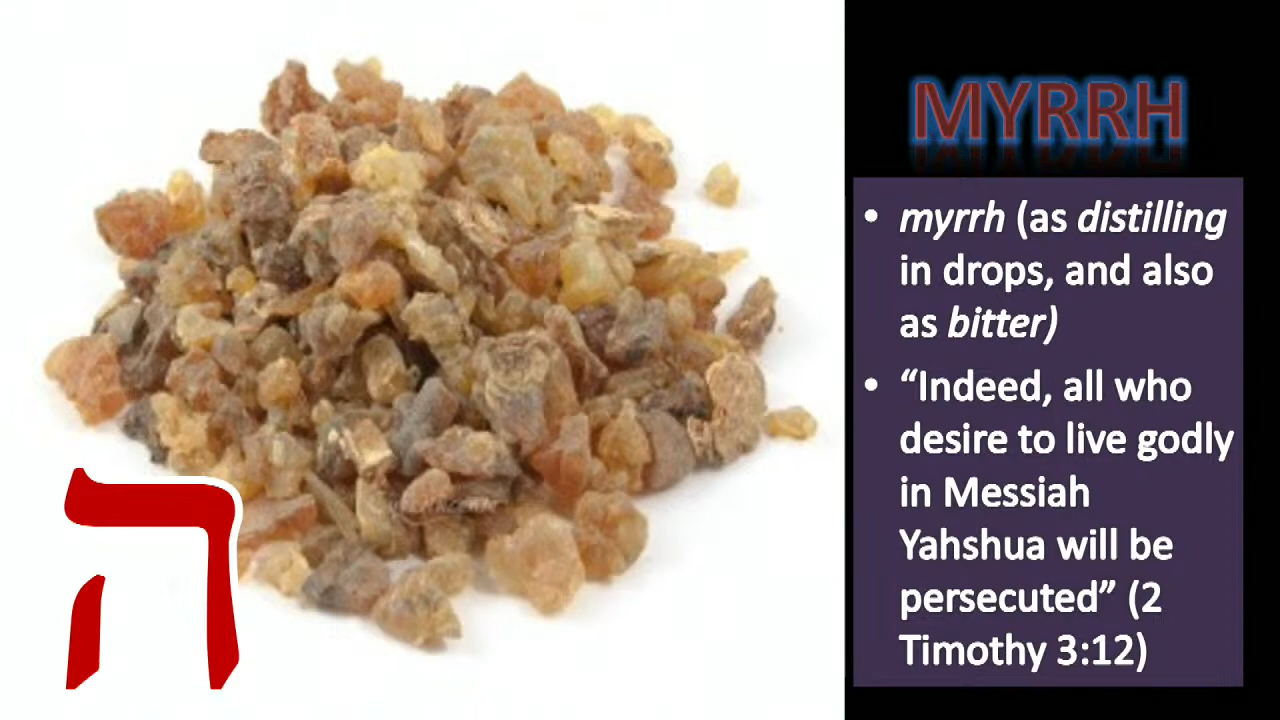 MYRRH
• myrrh (as distilling
in drops, and also
as bitter)
• “Indeed, all who
desire to live godly
in Messiah
Yahshua will be
persecuted” (2
Timothy 3:12)
ה